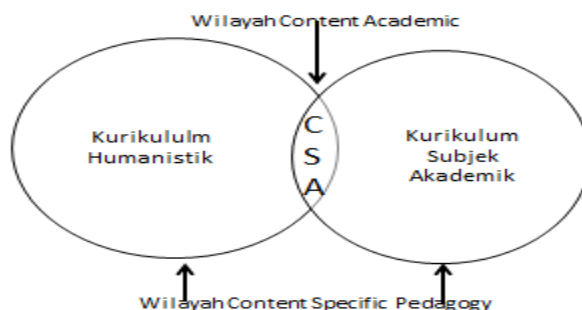 Wilayah Content Academic
Kurikululm
Humanistik
C
S
A
Kurikulum
Subjek
Akademik
Wilayah Content Specific Pedagogy